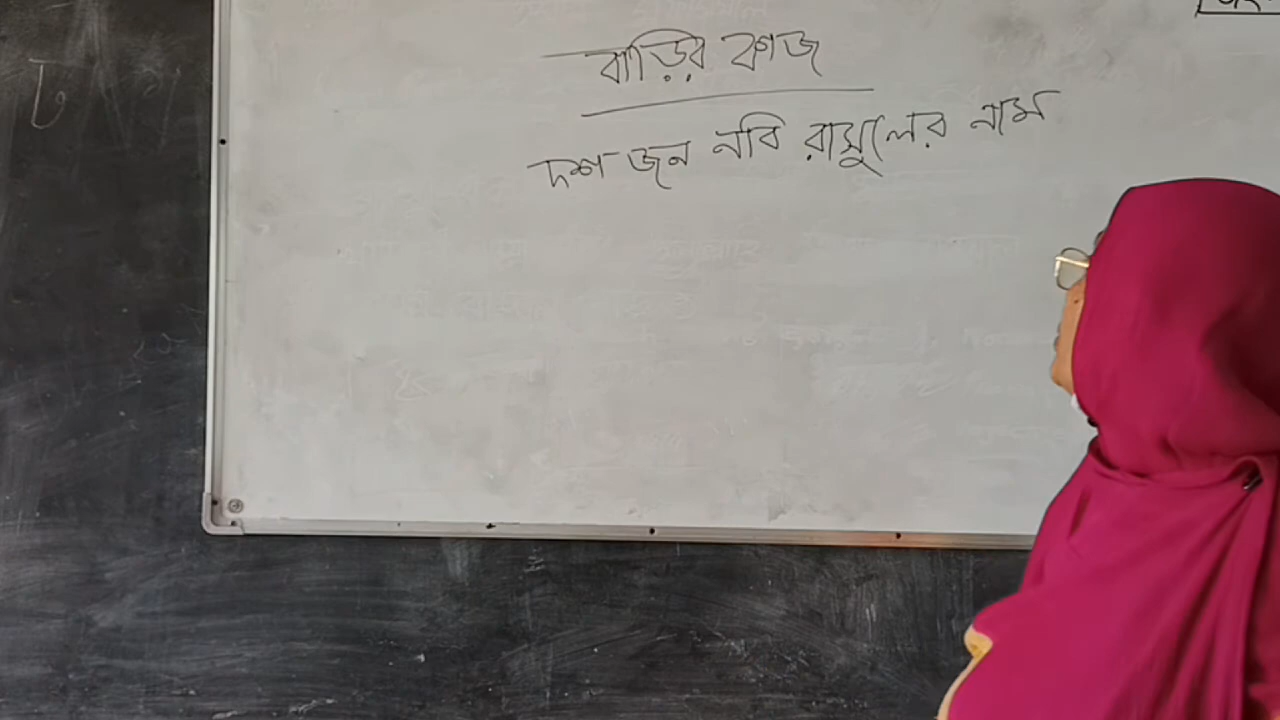 বাড়ির কাজ
দশ জন নবি রাসুলের নাম